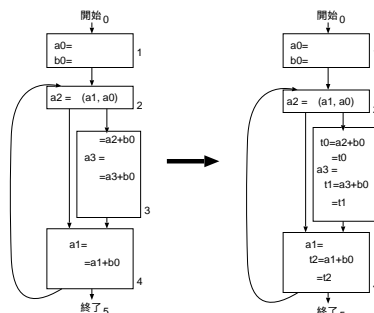 開始0
a0=
b0=
1
a2 = (a1, a0)
2
=a2+b0
a3 =
=a3+b0
3
a1=
=a1+b0
4
終了5
開始0
a0=
b0=
a2 = (a1, a0)
t0=a2+b0
=t0
a3 =
t1=a3+b0
=t1
a1=
t2=a1+b0
=t2
終了